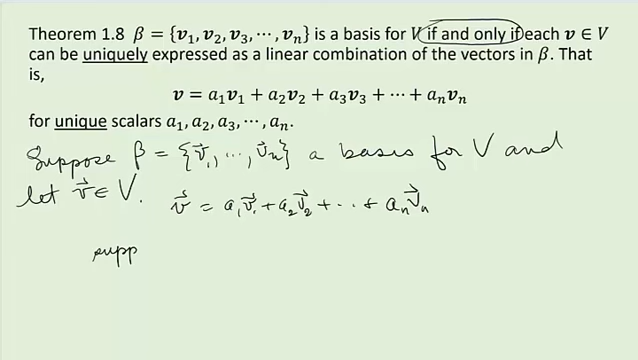 Theorem 1.8 β = {v₁, v₂, v₃, ⋯, vₙ} is a basis for V if and only if each v ∈ V
can be uniquely expressed as a linear combination of the vectors in β. That
is,
v = a₁v₁ + a₂v₂ + a₃v₃ + ⋯ + aₙvₙ
for unique scalars a₁, a₂, a₃, ⋯, aₙ.
Suppose β = {v⃗₁, ⋯, v⃗ₙ} a basis for V and
let v⃗ ∈ V. v⃗ = a₁v⃗₁ + a₂v⃗₂ + ⋯ + aₙv⃗ₙ
supp